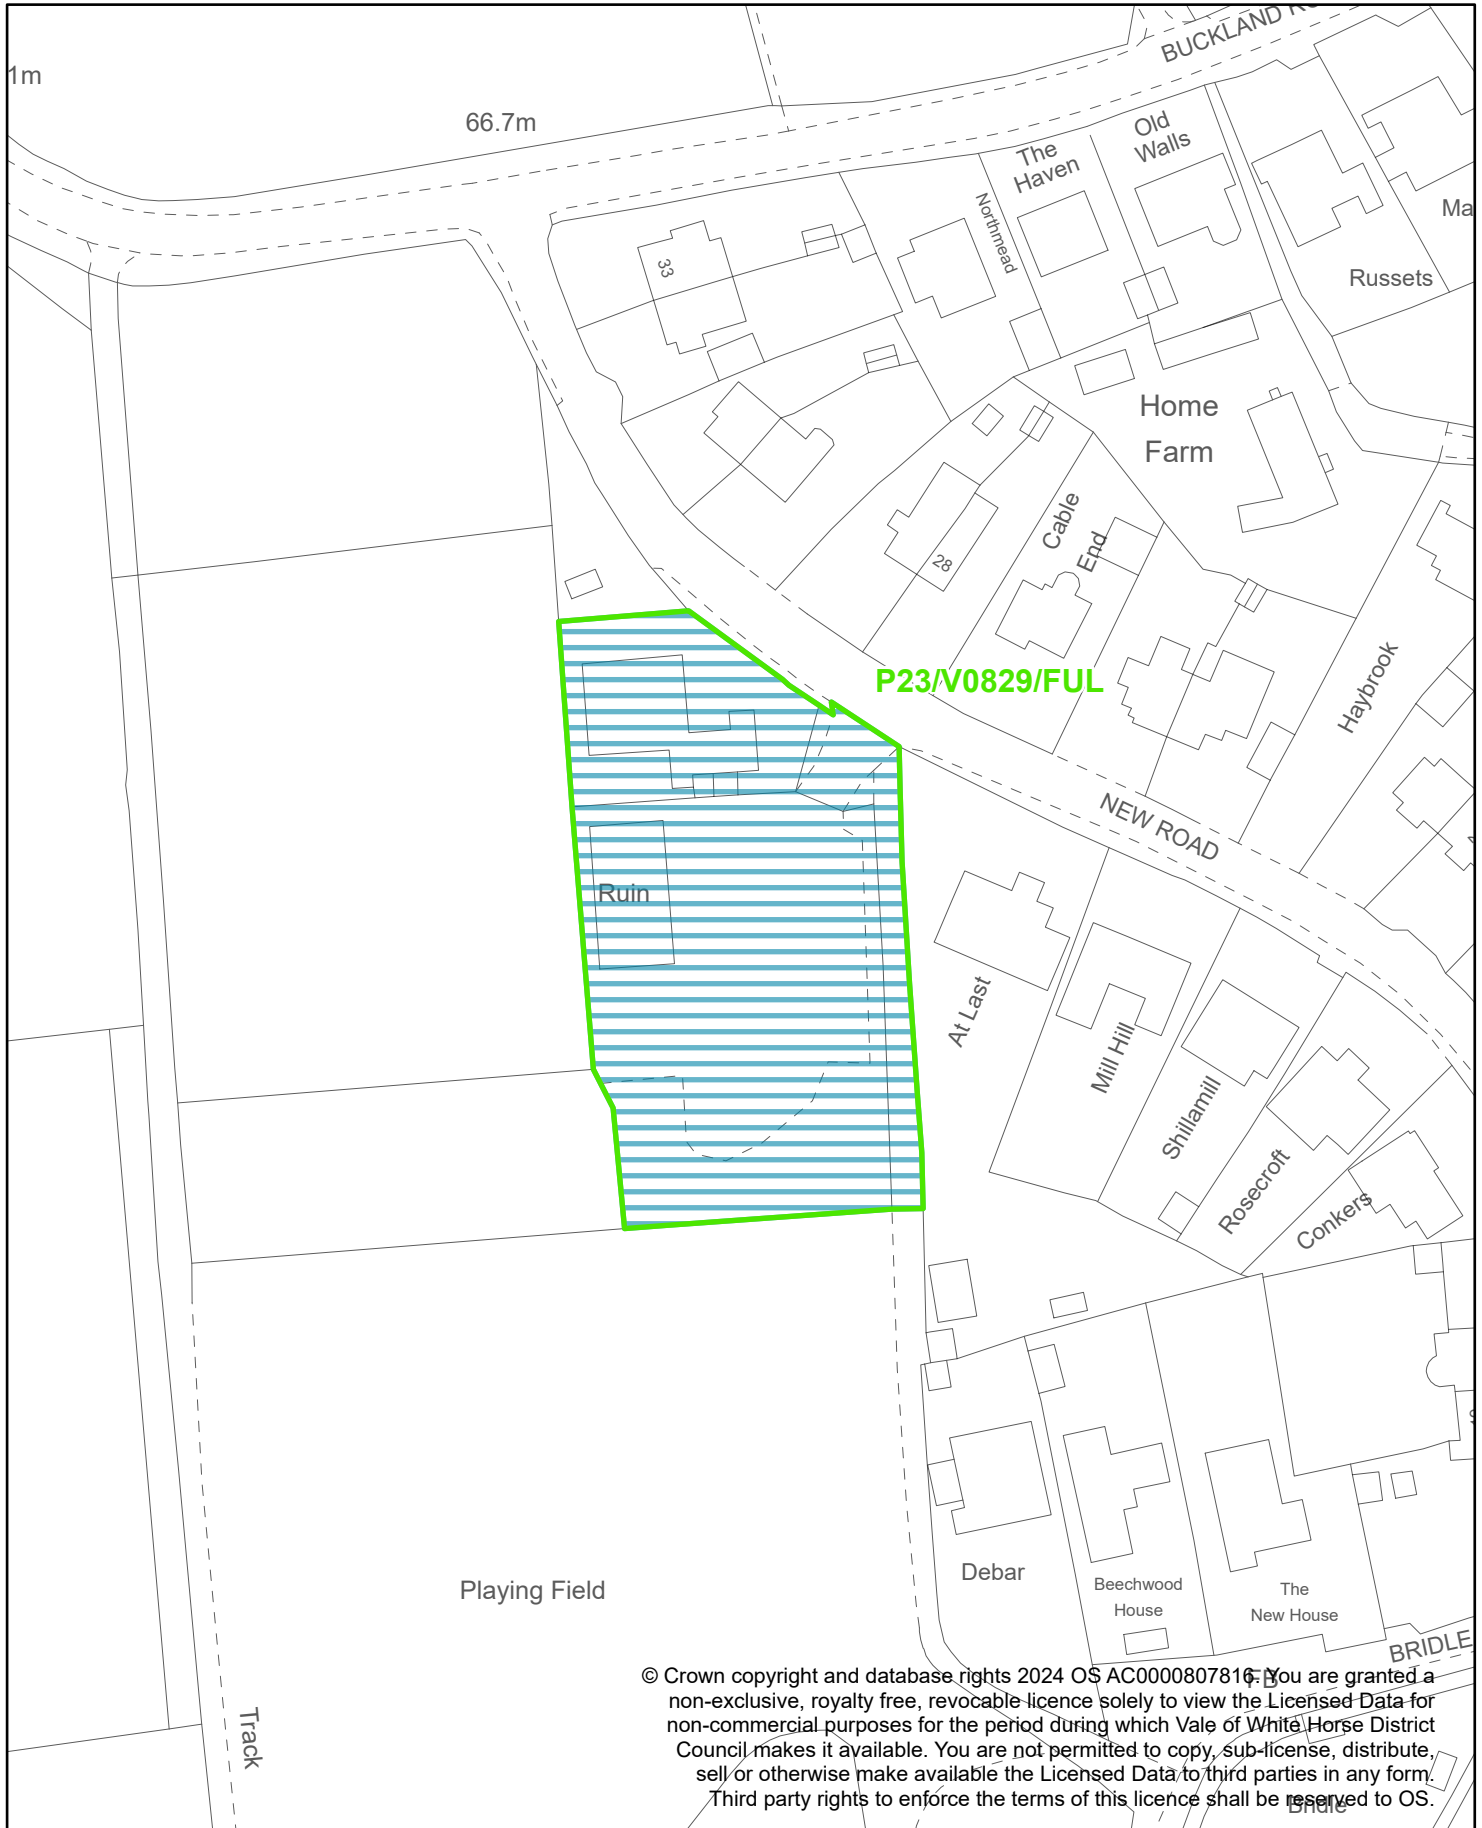 BUCKLAND
1m
66.7m
Old
Walls
The
Haven
Northmead
Ma
33
Russets
Home
Farm
Cable
End
28
P23/V0829/FUL
Haybrook
NEW ROAD
Ruin
At Last
Mill Hill
Shillamill
Rosecroft
Conkers
Debar
Beechwood
House
The
New House
Playing Field
BRIDLE
FB
Track
Bridle
© Crown copyright and database rights 2024 OS AC0000807816. You are granted a
non-exclusive, royalty free, revocable licence solely to view the Licensed Data for
non-commercial purposes for the period during which Vale of White Horse District
Council makes it available. You are not permitted to copy, sub-license, distribute,
sell or otherwise make available the Licensed Data to third parties in any form.
Third party rights to enforce the terms of this licence shall be reserved to OS.